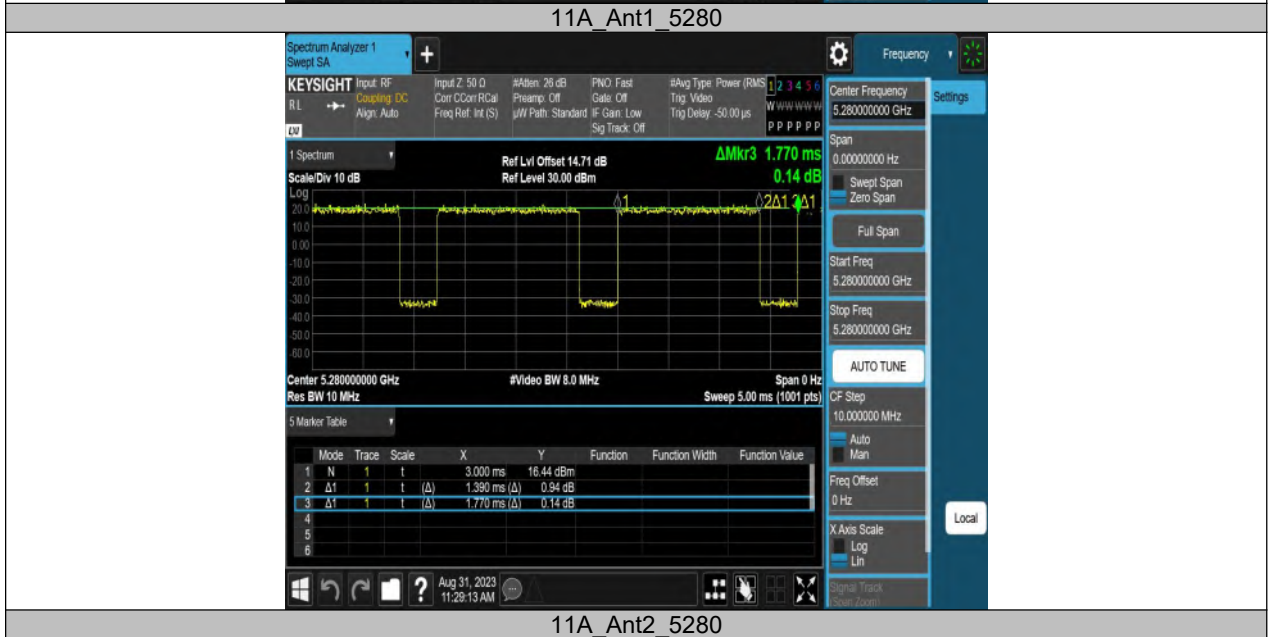 11A_Ant1_5280
Spectrum Analyzer 1
Swept SA
+
Frequency
KEYSIGHT
RL
LXI
Input: RF
Coupling: DC
Align: Auto
Input Z: 50 Ω
Corr CCorr RCal
Freq Ref: Int (S)
#Atten: 26 dB
Preamp: Off
µW Path: Standard
PNO: Fast
Gate: Off
IF Gain: Low
Sig Track: Off
#Avg Type: Power (RMS
Trig: Video
Trig Delay: -50.00 µs
1 2 3 4 5 6
W W W W W W
P P P P P P
Center Frequency
5.280000000 GHz
Settings
Span
0.00000000 Hz
Swept Span
Zero Span
Full Span
Start Freq
5.280000000 GHz
Stop Freq
5.280000000 GHz
AUTO TUNE
CF Step
10.000000 MHz
Auto
Man
Freq Offset
0 Hz
X Axis Scale
Log
Lin
Signal Track
(Span Zoom)
Local
1 Spectrum
Scale/Div 10 dB
Ref Lvl Offset 14.71 dB
Ref Level 30.00 dBm
ΔMkr3 1.770 ms
0.14 dB
Log
20.0
10.0
0.00
-10.0
-20.0
-30.0
-40.0
-50.0
-60.0
1
2Δ1
3Δ1
Center 5.280000000 GHz
#Video BW 8.0 MHz
Span 0 Hz
Res BW 10 MHz
Sweep 5.00 ms (1001 pts)
5 Marker Table
Mode Trace Scale X Y Function Function Width Function Value
1 N 1 t 3.000 ms 16.44 dBm
2 Δ1 1 t (Δ) 1.390 ms (Δ) 0.94 dB
3 Δ1 1 t (Δ) 1.770 ms (Δ) 0.14 dB
4
5
6
?
Aug 31, 2023
11:29:13 AM
11A_Ant2_5280